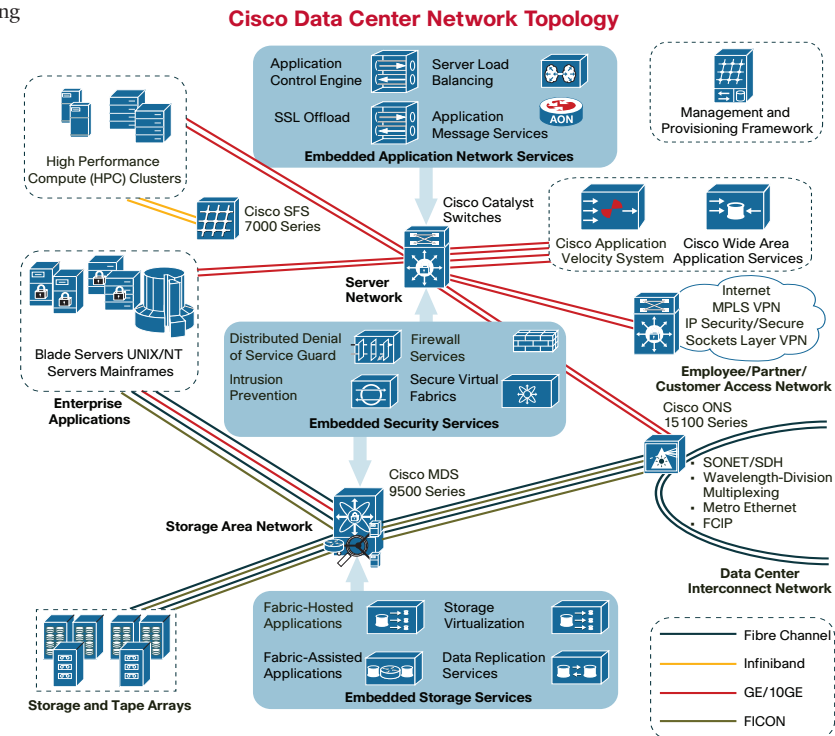 ing
Cisco Data Center Network Topology
Application
Control Engine
Server Load
Balancing
SSL Offload
Application
Message Services
AON
Embedded Application Network Services
Management and
Provisioning Framework
High Performance
Compute (HPC) Clusters
Cisco SFS
7000 Series
Cisco Catalyst
Switches
Cisco Application
Velocity System
Cisco Wide Area
Application Services
Server
Network
Internet
MPLS VPN
IP Security/Secure
Sockets Layer VPN
Employee/Partner/
Customer Access Network
Blade Servers UNIX/NT
Servers Mainframes
Enterprise
Applications
Distributed Denial
of Service Guard
Firewall
Services
Intrusion
Prevention
Secure Virtual
Fabrics
Embedded Security Services
Cisco ONS
15100 Series
• SONET/SDH
• Wavelength-Division
Multiplexing
• Metro Ethernet
• FCIP
Data Center
Interconnect Network
Cisco MDS
9500 Series
Storage Area Network
Fabric-Hosted
Applications
Storage
Virtualization
Fabric-Assisted
Applications
Data Replication
Services
Embedded Storage Services
Storage and Tape Arrays
Fibre Channel
Infiniband
GE/10GE
FICON